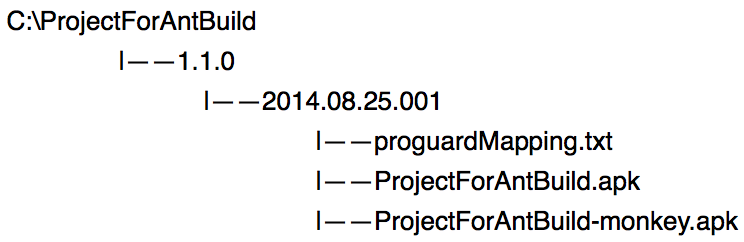 C:\ProjectForAntBuild
|——1.1.0
|——2014.08.25.001
|——proguardMapping.txt
|——ProjectForAntBuild.apk
|——ProjectForAntBuild-monkey.apk